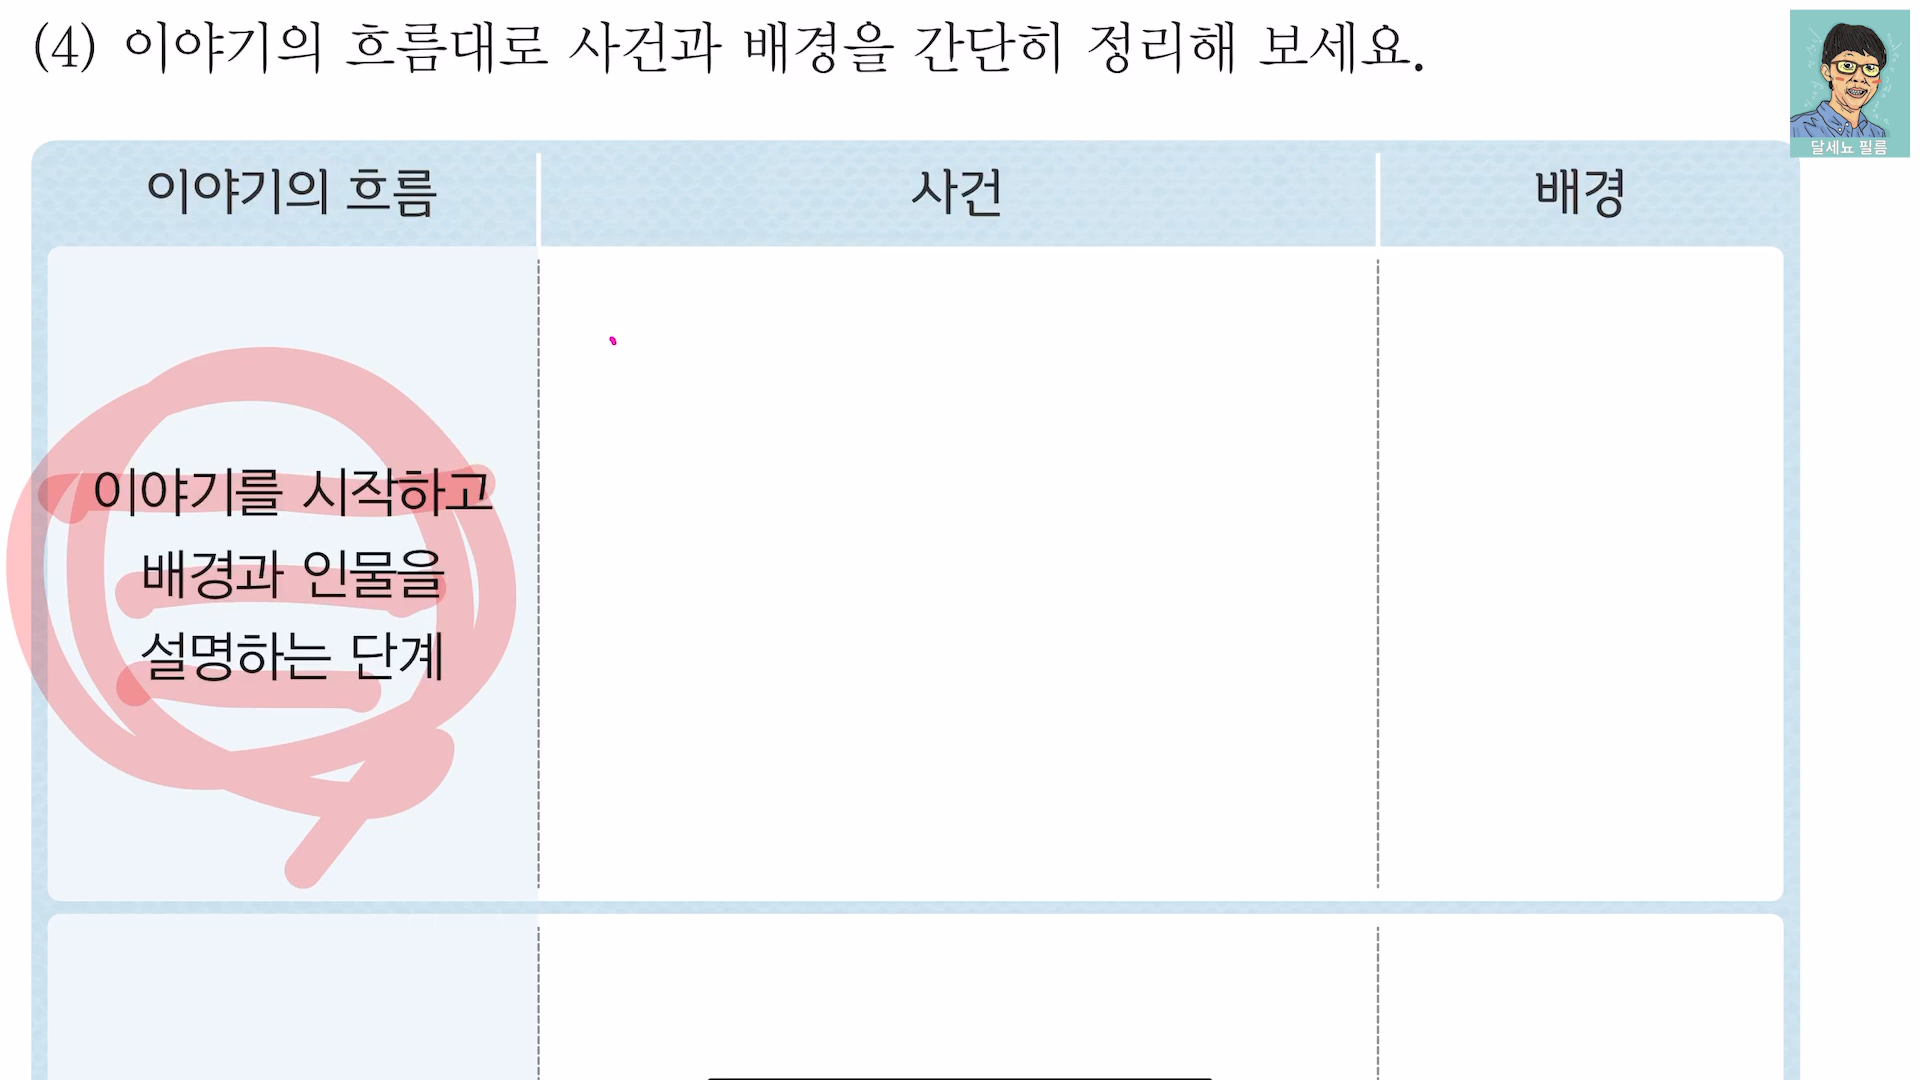 (4) 이야기의 흐름대로 사건과 배경을 간단히 정리해 보세요.
달세뇨 필름
이야기의 흐름 사건 배경
이야기를 시작하고
배경과 인물을
설명하는 단계